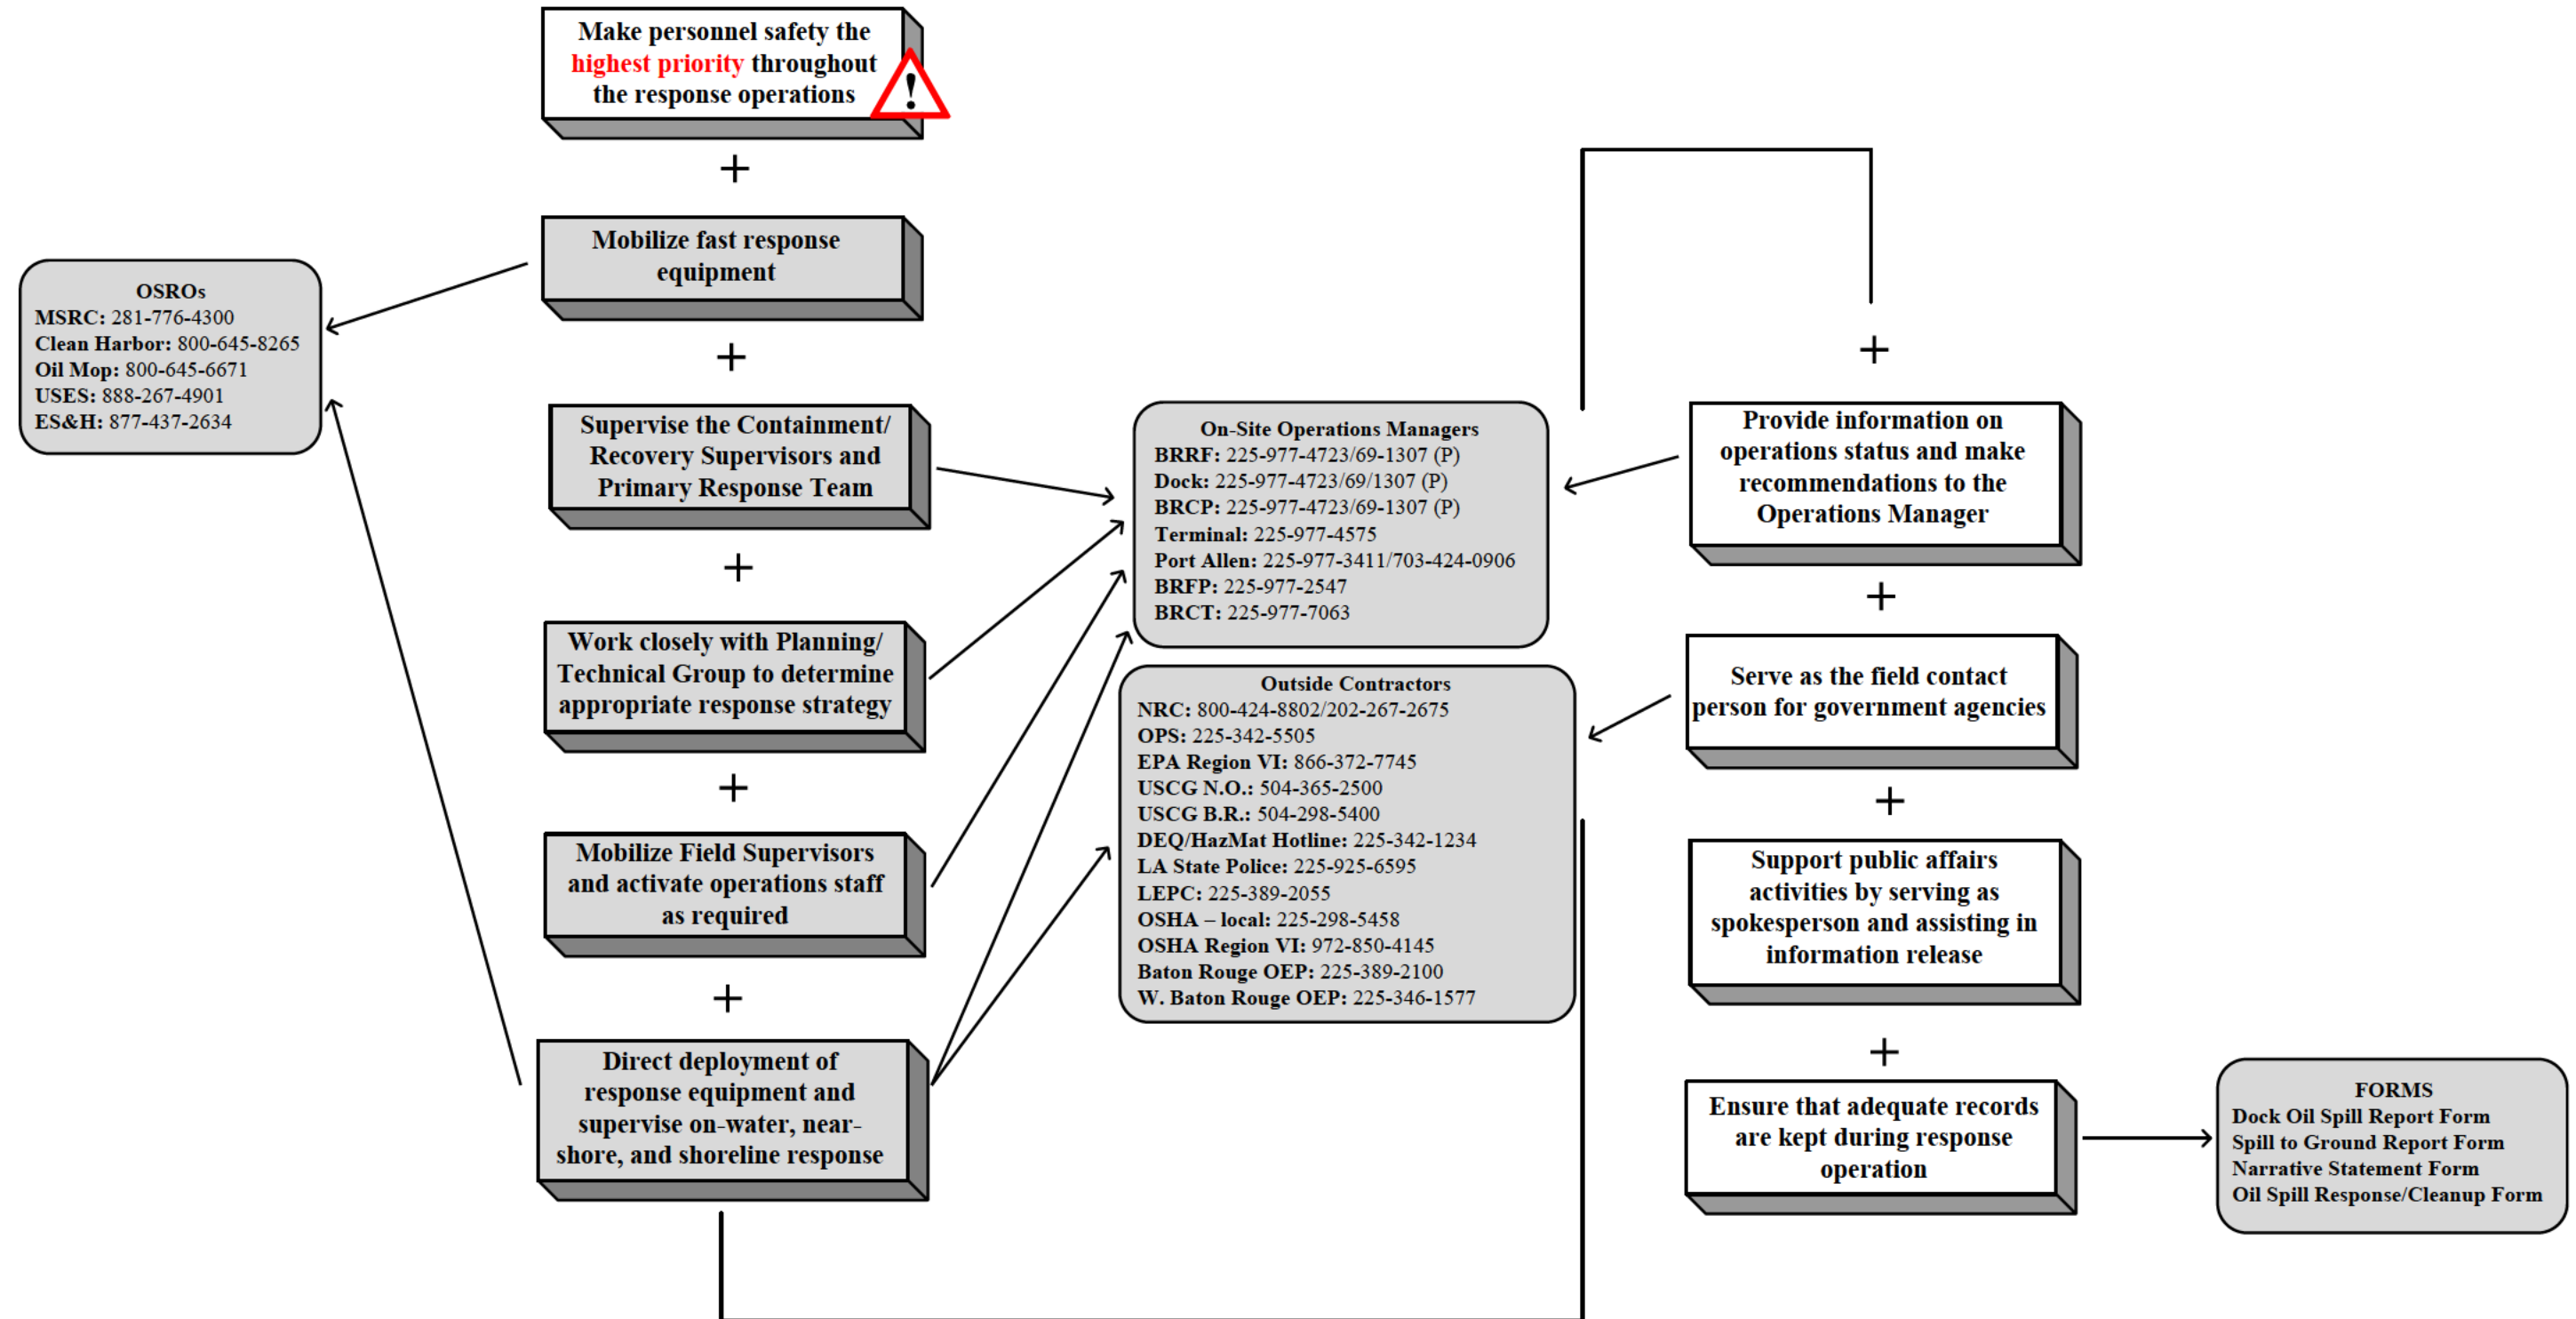 Make personnel safety the
highest priority throughout
the response operations
+
Mobilize fast response
equipment
+
Supervise the Containment/
Recovery Supervisors and
Primary Response Team
+
Work closely with Planning/
Technical Group to determine
appropriate response strategy
+
Mobilize Field Supervisors
and activate operations staff
as required
+
Direct deployment of
response equipment and
supervise on-water, near-
shore, and shoreline response
OSROs
MSRC: 281-776-4300
Clean Harbor: 800-645-8265
Oil Mop: 800-645-6671
USES: 888-267-4901
ES&H: 877-437-2634
On-Site Operations Managers
BRRF: 225-977-4723/69-1307 (P)
Dock: 225-977-4723/69/1307 (P)
BRCP: 225-977-4723/69-1307 (P)
Terminal: 225-977-4575
Port Allen: 225-977-3411/703-424-0906
BRFP: 225-977-2547
BRCT: 225-977-7063
Outside Contractors
NRC: 800-424-8802/202-267-2675
OPS: 225-342-5505
EPA Region VI: 866-372-7745
USCG N.O.: 504-365-2500
USCG B.R.: 504-298-5400
DEQ/HazMat Hotline: 225-342-1234
LA State Police: 225-925-6595
LEPC: 225-389-2055
OSHA – local: 225-298-5458
OSHA Region VI: 972-850-4145
Baton Rouge OEP: 225-389-2100
W. Baton Rouge OEP: 225-346-1577
+
Provide information on
operations status and make
recommendations to the
Operations Manager
+
Serve as the field contact
person for government agencies
+
Support public affairs
activities by serving as
spokesperson and assisting in
information release
+
Ensure that adequate records
are kept during response
operation
FORMS
Dock Oil Spill Report Form
Spill to Ground Report Form
Narrative Statement Form
Oil Spill Response/Cleanup Form